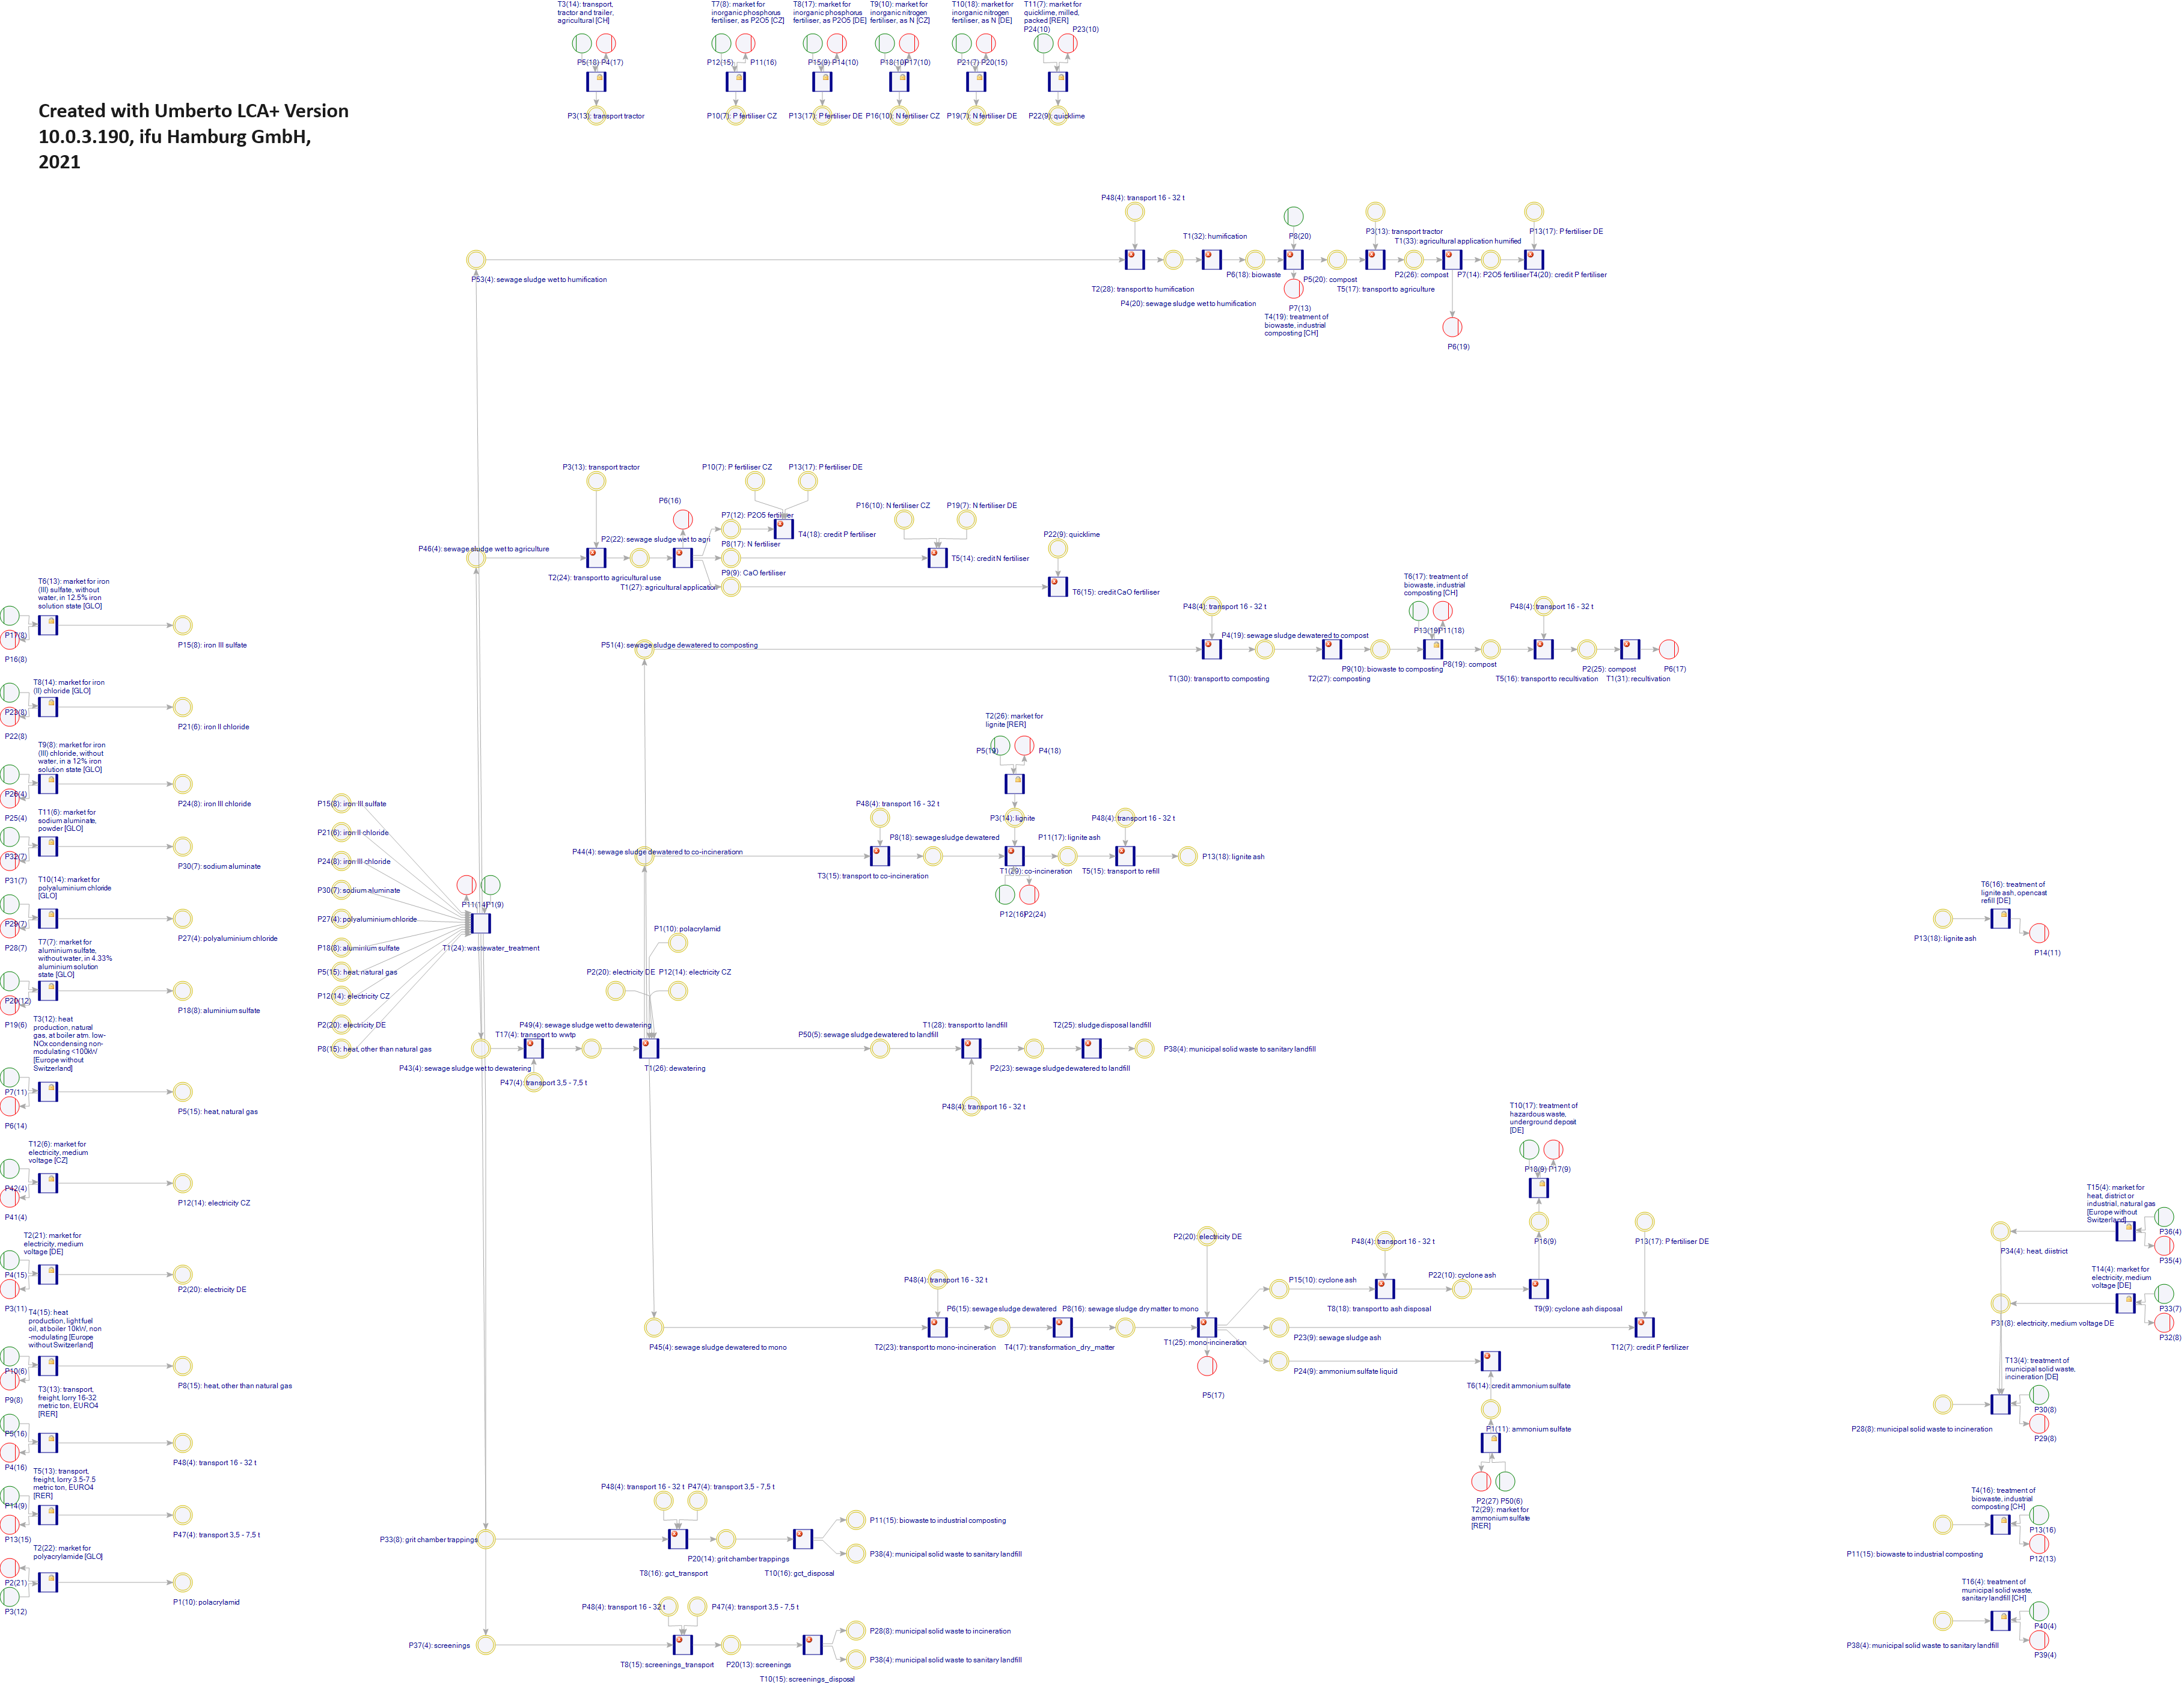 T3(14): transport,
tractor and trailer,
agricultural [CH]
T7(8): market for
inorganic phosphorus
fertiliser, as P2O5 [CZ]
T8(17): market for
inorganic phosphorus
fertiliser, as P2O5 [DE]
T9(10): market for
inorganic nitrogen
fertiliser, as N [CZ]
T10(18): market for
inorganic nitrogen
fertiliser, as N [DE]
T11(7): market for
quicklime, milled,
packed [RER]
P24(10)
P23(10)
P5(18)
P4(17)
P12(15)
P11(16)
P15(9)
P14(10)
P18(10)
P17(10)
P21(7)
P20(15)
P3(13): transport tractor
P10(7): P fertiliser CZ
P13(17): P fertiliser DE
P16(10): N fertiliser CZ
P19(7): N fertiliser DE
P22(9): quicklime
Created with Umberto LCA+ Version
10.0.3.190, ifu Hamburg GmbH,
2021
P48(4): transport 16 - 32 t
T1(32): humification
P8(20)
P3(13): transport tractor
T1(33): agricultural application humified
P13(17): P fertiliser DE
P53(4): sewage sludge wet to humification
T2(28): transport to humification
P4(20): sewage sludge wet to humification
P6(18): biowaste
P5(20): compost
P7(13)
T4(19): treatment of
biowaste, industrial
composting [CH]
T5(17): transport to agriculture
P2(26): compost
P7(14): P2O5 fertiliser
T4(20): credit P fertiliser
P6(19)
P3(13): transport tractor
P10(7): P fertiliser CZ
P13(17): P fertiliser DE
P6(16)
P16(10): N fertiliser CZ
P19(7): N fertiliser DE
P7(12): P2O5 fertiliser
T4(18): credit P fertiliser
P22(9): quicklime
P46(4): sewage sludge wet to agriculture
P2(22): sewage sludge wet to agri
P8(17): N fertiliser
T5(14): credit N fertiliser
T2(24): transport to agricultural use
P9(9): CaO fertiliser
T1(27): agricultural application
T6(15): credit CaO fertiliser
T6(17): treatment of
biowaste, industrial
composting [CH]
P48(4): transport 16 - 32 t
P48(4): transport 16 - 32 t
P13(19)
P11(18)
P51(4): sewage sludge dewatered to composting
P4(19): sewage sludge dewatered to compost
T1(30): transport to composting
T2(27): composting
P9(10): biowaste to composting
P8(19): compost
T5(16): transport to recultivation
P2(25): compost
T1(31): recultivation
P6(17)
T6(13): market for iron
(III) sulfate, without
water, in 12.5% iron
solution state [GLO]
P17(8)
P16(8)
P15(8): iron III sulfate
T8(14): market for iron
(II) chloride [GLO]
P23(8)
P22(8)
P21(6): iron II chloride
T9(8): market for iron
(III) chloride, without
water, in a 12% iron
solution state [GLO]
P26(4)
P25(4)
P24(8): iron III chloride
T11(6): market for
sodium aluminate,
powder [GLO]
P32(7)
P31(7)
P30(7): sodium aluminate
T10(14): market for
polyaluminium chloride
[GLO]
P29(7)
P28(7)
P27(4): polyaluminium chloride
T7(7): market for
aluminium sulfate,
without water, in 4.33%
aluminium solution
state [GLO]
P20(12)
P19(6)
P18(8): aluminium sulfate
T3(12): heat
production, natural
gas, at boiler atm. low-
NOx condensing non-
modulating <100kW
[Europe without
Switzerland]
P7(11)
P6(14)
P5(15): heat, natural gas
T12(6): market for
electricity, medium
voltage [CZ]
P42(4)
P41(4)
P12(14): electricity CZ
T2(21): market for
electricity, medium
voltage [DE]
P4(15)
P3(11)
P2(20): electricity DE
T4(15): heat
production, light fuel
oil, at boiler 10kW, non
-modulating [Europe
without Switzerland]
P10(6)
P9(8)
P8(15): heat, other than natural gas
T3(13): transport,
freight, lorry 16-32
metric ton, EURO4
[RER]
P5(16)
P4(16)
P48(4): transport 16 - 32 t
T5(13): transport,
freight, lorry 3.5-7.5
metric ton, EURO4
[RER]
P14(9)
P13(15)
P47(4): transport 3,5 - 7,5 t
T2(22): market for
polyacrylamide [GLO]
P2(21)
P3(12)
P1(10): polacrylamid
P15(8): iron III sulfate
P21(6): iron II chloride
P24(8): iron III chloride
P30(7): sodium aluminate
P27(4): polyaluminium chloride
P18(8): aluminium sulfate
P5(15): heat, natural gas
P12(14): electricity CZ
P2(20): electricity DE
P8(15): heat, other than natural gas
P11(14)
P1(9)
T1(24): wastewater_treatment
T2(26): market for
lignite [RER]
P5(19)
P4(18)
P48(4): transport 16 - 32 t
P3(14): lignite
P48(4): transport 16 - 32 t
P8(18): sewage sludge dewatered
P11(17): lignite ash
P44(4): sewage sludge dewatered to co-incinerationn
P13(18): lignite ash
T3(15): transport to co-incineration
T1(29): co-incineration
T5(15): transport to refill
P12(16)
P2(24)
P1(10): polacrylamid
P2(20): electricity DE
P12(14): electricity CZ
P49(4): sewage sludge wet to dewatering
T17(4): transport to wwtp
P43(4): sewage sludge wet to dewatering
T1(26): dewatering
P47(4): transport 3,5 - 7,5 t
P50(5): sewage sludge dewatered to landfill
T1(28): transport to landfill
T2(25): sludge disposal landfill
P38(4): municipal solid waste to sanitary landfill
P2(23): sewage sludge dewatered to landfill
P48(4): transport 16 - 32 t
T6(16): treatment of
lignite ash, opencast
refill [DE]
P13(18): lignite ash
P14(11)
T10(17): treatment of
hazardous waste,
underground deposit
[DE]
P18(9)
P17(9)
P2(20): electricity DE
P48(4): transport 16 - 32 t
P16(9)
P13(17): P fertiliser DE
P48(4): transport 16 - 32 t
P15(10): cyclone ash
P22(10): cyclone ash
P6(15): sewage sludge dewatered
P8(16): sewage sludge dry matter to mono
T8(18): transport to ash disposal
T9(9): cyclone ash disposal
P45(4): sewage sludge dewatered to mono
T2(23): transport to mono-incineration
T4(17): transformation_dry_matter
T1(25): mono-incineration
P23(9): sewage sludge ash
T12(7): credit P fertilizer
P5(17)
P24(9): ammonium sulfate liquid
T6(14): credit ammonium sulfate
P1(11): ammonium sulfate
P2(27)
P50(6)
T2(29): market for
ammonium sulfate
[RER]
T15(4): market for
heat, district or
industrial, natural gas
[Europe without
Switzerland]
P36(4)
P35(4)
P34(4): heat, diistrict
T14(4): market for
electricity, medium
voltage [DE]
P33(7)
P32(8)
P31(8): electricity, medium voltage DE
T13(4): treatment of
municipal solid waste,
incineration [DE]
P30(8)
P29(8)
P28(8): municipal solid waste to incineration
T4(16): treatment of
biowaste, industrial
composting [CH]
P13(16)
P12(13)
P11(15): biowaste to industrial composting
T16(4): treatment of
municipal solid waste,
sanitary landfill [CH]
P40(4)
P39(4)
P38(4): municipal solid waste to sanitary landfill
P48(4): transport 16 - 32 t
P47(4): transport 3,5 - 7,5 t
P33(8): grit chamber trappings
P20(14): grit chamber trappings
T8(16): gct_transport
T10(16): gct_disposal
P11(15): biowaste to industrial composting
P38(4): municipal solid waste to sanitary landfill
P48(4): transport 16 - 32 t
P47(4): transport 3,5 - 7,5 t
P37(4): screenings
T8(15): screenings_transport
P20(13): screenings
T10(15): screenings_disposal
P28(8): municipal solid waste to incineration
P38(4): municipal solid waste to sanitary landfill